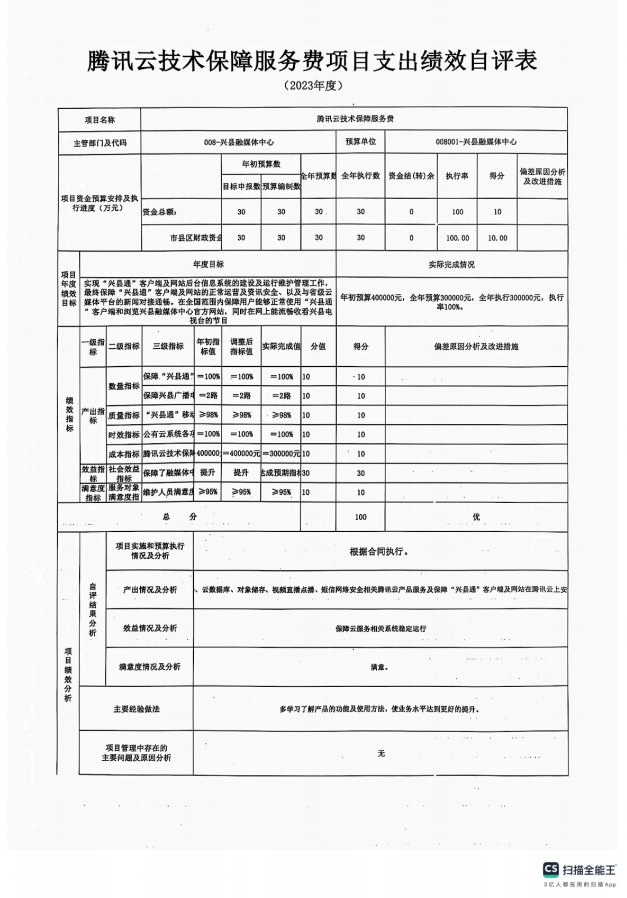 腾讯云技术保障服务费项目支出绩效自评表
（2023年度）
项目名称 腾讯云技术保障服务费
主管部门及代码 008-兴县融媒体中心 预算单位 008001-兴县融媒体中心
项目资金预算安排及执
行进度（万元）
年初预算数 全年预算数 全年执行数 资金结(转)余 执行率 得分 偏差原因分析
及改进措施
目标申报数 预算编制数
资金总额： 30 30 30 30 0 100 10
市县区财政资金 30 30 30 30 0 100.00 10.00
项目
年度
绩效
目标
年度目标 实际完成情况
实现“兴县通”客户端及网站后台信息系统的建设及运行维护管理工作，
最终保障“兴县通”客户端及网站的正常运营及资讯安全、以及与省级云
媒体平台的新闻对接通畅。在全国范围内保障用户能够正常使用“兴县通
”客户端和浏览兴县融媒体中心官方网站，同时在网上能流畅收看兴县电
视台的节目
年初预算400000元，全年预算300000元，全年执行300000元，执行
率100%。
绩效指标
一级指
标
二级指标 三级指标 年初指
标值
调整后
指标值
实际完成值 分值 得分 偏差原因分析及改进措施
产出指
标
数量指标 保障“兴县通” ＝100% ＝100% ＝100% 10 10
保障兴县广播 ＝2路 ＝2路 ＝2路 10 10
质量指标 “兴县通”移动 ≥98% ≥98% ≥98% 10 10
时效指标 公有云系统各项 ＝100% ＝100% ＝100% 10 10
成本指标 腾讯云技术保障 400000 ＝400000元 ＝300000元 10 10
效益指
标
社会效益
指标
保障了融媒体中 提升 提升 达成预期指标 30 30
满意度
指标
服务对象
满意度指
维护人员满意度 ≥95% ≥95% ≥95% 10 10
总 分 100 优
项目绩效分析
自评结果分析
项目实施和预算执行
情况及分析
根据合同执行。
产出情况及分析 、云数据库、对象储存、视频直播点播、短信网络安全相关腾讯云产品服务及保障“兴县通”客户端及网站在腾讯云上安
效益情况及分析 保障云服务相关系统稳定运行
满意度情况及分析 满意。
主要经验做法 多学习了解产品的功能及使用方法，使业务水平达到更好的提升。
项目管理中存在的
主要问题及原因分析
无
CS 扫描全能王
3亿人都在用的扫描App